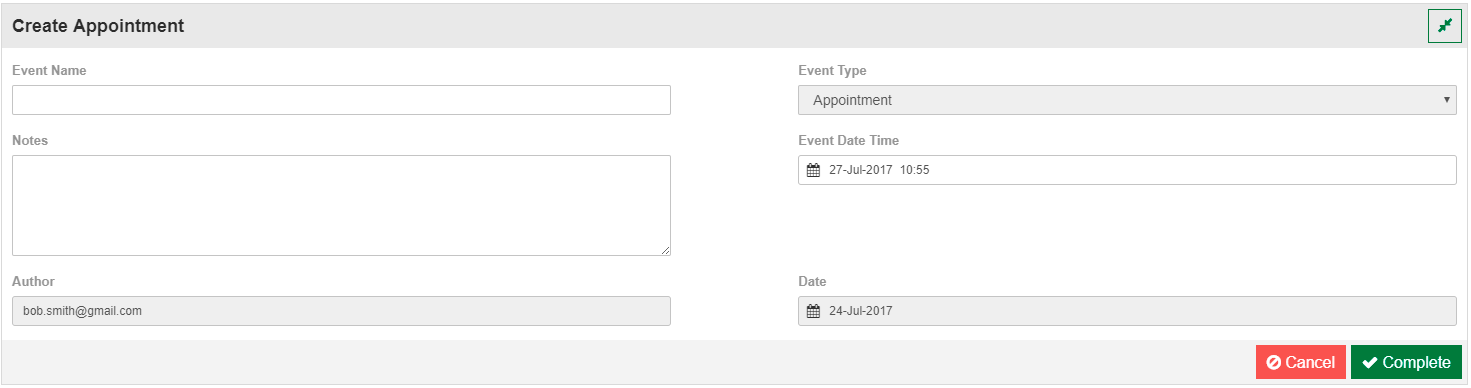 Create Appointment
Event Name
Event Type
Appointment
Notes
Event Date Time
27-Jul-2017 10:55
Author
Date
bob.smith@gmail.com
24-Jul-2017
Cancel
Complete